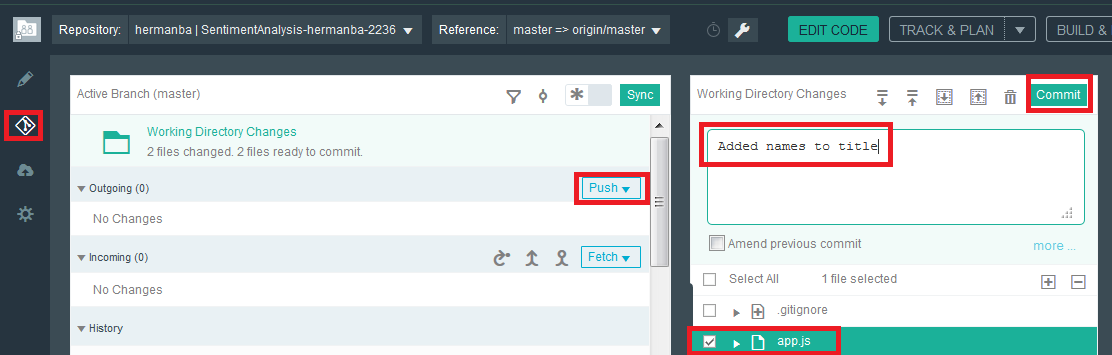 Repository: hermanba | SentimentAnalysis-hermanba-2236 Reference: master => origin/master EDIT CODE TRACK & PLAN BUILD &
Active Branch (master) Sync
Working Directory Changes
2 files changed. 2 files ready to commit.
Outgoing (0) Push
No Changes
Incoming (0) Fetch
No Changes
History
Working Directory Changes Commit
Added names to title
Amend previous commit more ...
Select All 1 file selected
.gitignore
app.js